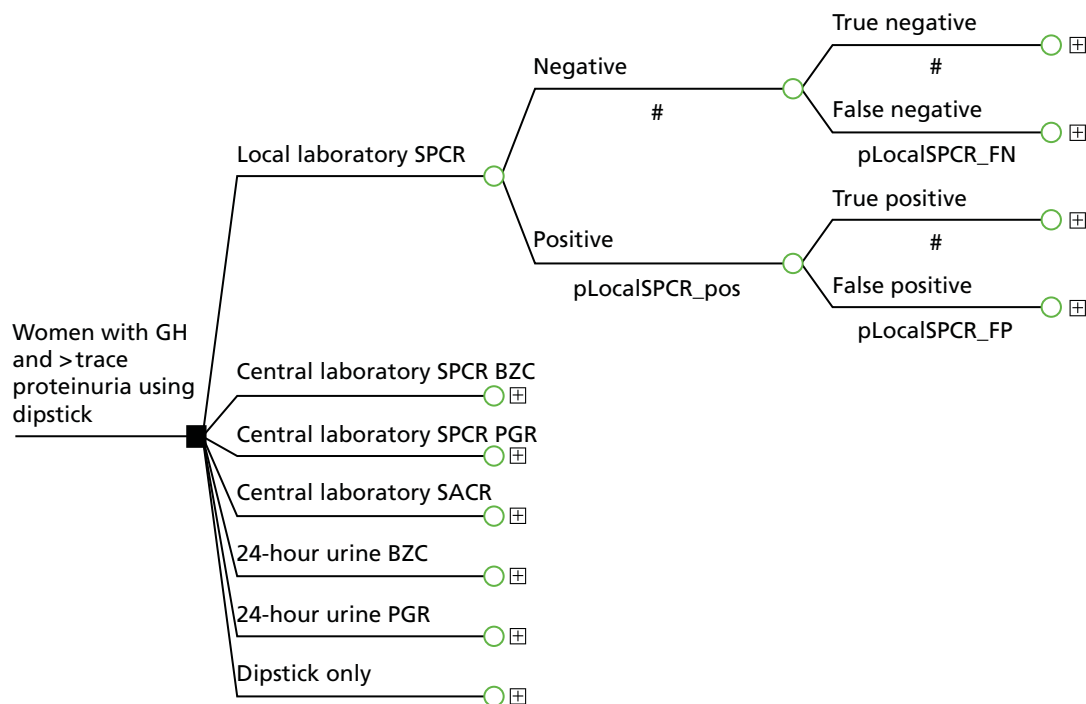 True negative
#
Negative
#
False negative
pLocalSPCR_FN
Local laboratory SPCR
True positive
#
Positive
pLocalSPCR_pos
False positive
pLocalSPCR_FP
Women with GH
and >trace
proteinuria using
dipstick
Central laboratory SPCR BZC
Central laboratory SPCR PGR
Central laboratory SACR
24-hour urine BZC
24-hour urine PGR
Dipstick only